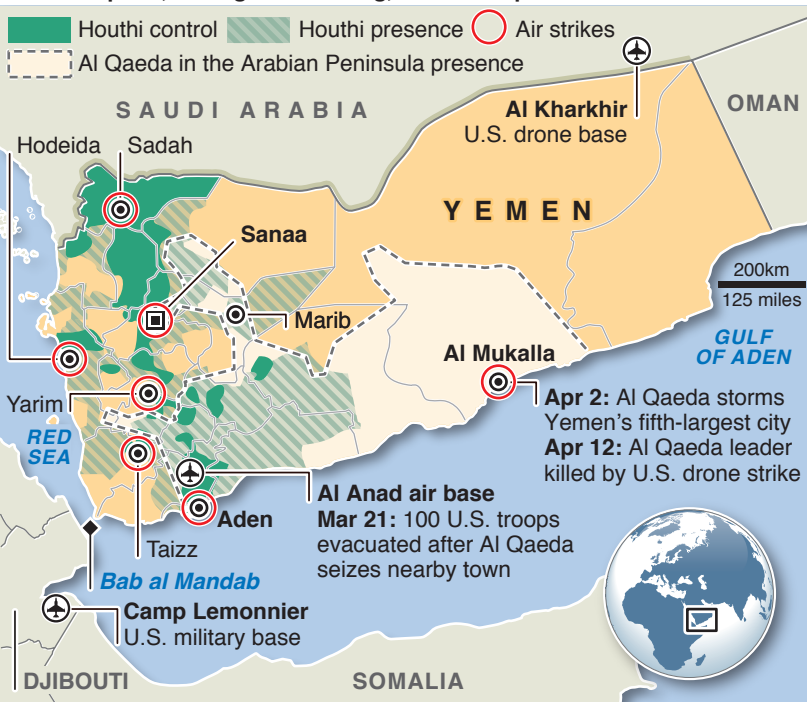 Houthi control Houthi presence Air strikes
Al Qaeda in the Arabian Peninsula presence
SAUDI ARABIA
OMAN
Al Kharkhir
U.S. drone base
Hodeida Sadah
YEMEN
Sanaa
200km
125 miles
Marib
GULF
OF ADEN
Al Mukalla
Apr 2: Al Qaeda storms
Yemen's fifth-largest city
Apr 12: Al Qaeda leader
killed by U.S. drone strike
Yarim
RED
SEA
Al Anad air base
Mar 21: 100 U.S. troops
evacuated after Al Qaeda
seizes nearby town
Aden
Taizz
Bab al Mandab
Camp Lemonnier
U.S. military base
DJIBOUTI
SOMALIA